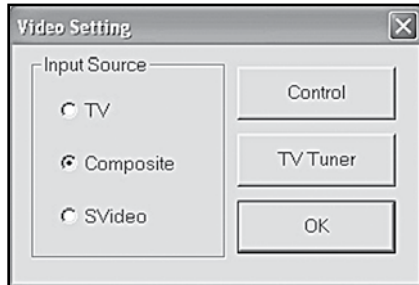 Video Setting
Input Source
TV
Composite
SVideo
Control
TV Tuner
OK